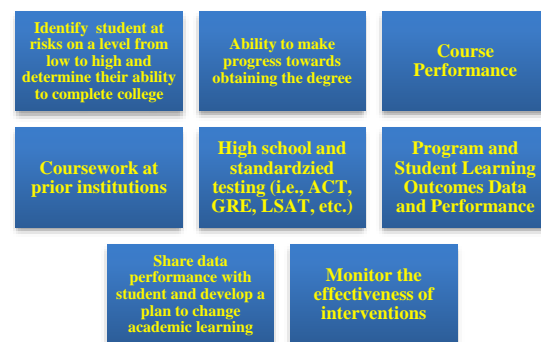 Identify student at
risks on a level from
low to high and
determine their ability
to complete college
Ability to make
progress towards
obtaining the degree
Course
Performance
Coursework at
prior institutions
High school and
standardzied
testing (i.e., ACT,
GRE, LSAT, etc.)
Program and
Student Learning
Outcomes Data
and Performance
Share data
performance with
student and develop a
plan to change
academic learning
Monitor the
effectiveness of
interventions